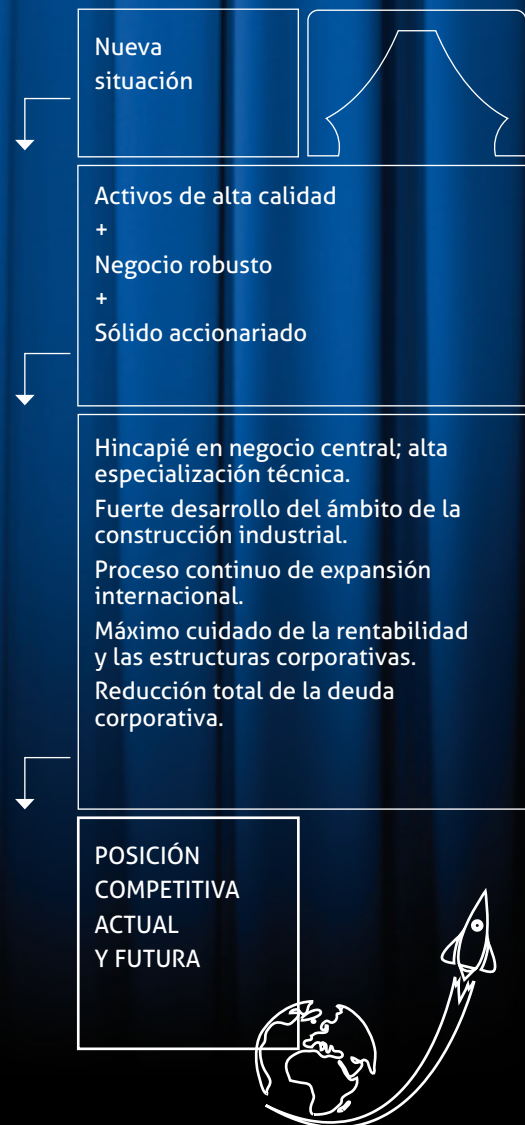 Nueva
situación
Activos de alta calidad
+
Negocio robusto
+
Sólido accionariado
Hincapié en negocio central; alta
especialización técnica.
Fuerte desarrollo del ámbito de la
construcción industrial.
Proceso continuo de expansión
internacional.
Máximo cuidado de la rentabilidad
y las estructuras corporativas.
Reducción total de la deuda
corporativa.
POSICIÓN
COMPETITIVA
ACTUAL
Y FUTURA